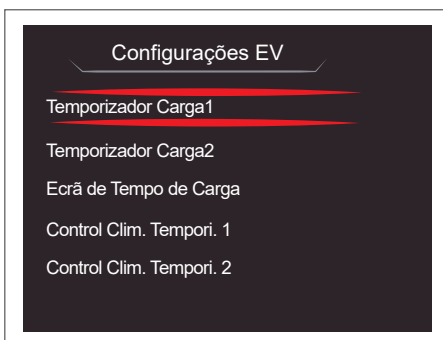 Configurações EV
Temporizador Carga1
Temporizador Carga2
Ecrã de Tempo de Carga
Control Clim. Tempori. 1
Control Clim. Tempori. 2